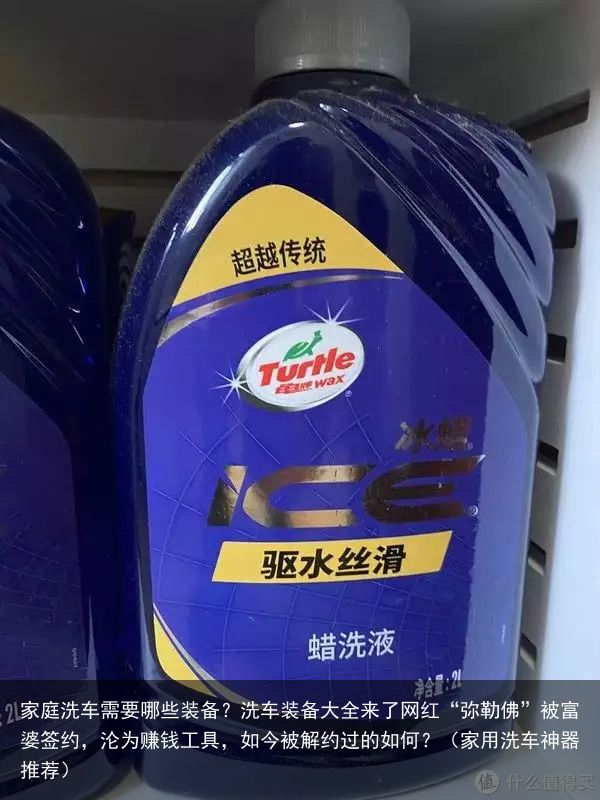 超越传统
Turtle
龟牌 wax
®
冰蜡®
ICE®
驱水丝滑
蜡洗液
净含量:2L
2L
家庭洗车需要哪些装备？洗车装备大全来了网红“弥勒佛”被富
婆签约，沦为赚钱工具，如今被解约过的如何？（家用洗车神器
推荐）
值 什么值得买